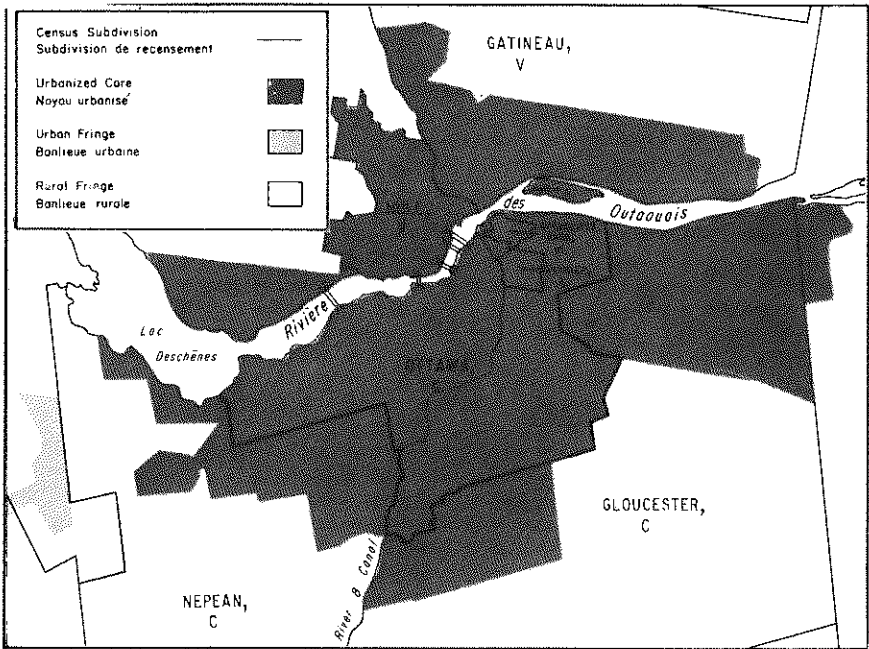 Census Subdivision
Subdivision de recensement
Urbanized Core
Noyau urbanisé
Urban Fringe
Banlieue urbaine
Rural Fringe
Banlieue rurale
GATINEAU,
V
des
Outaouais
Rivière
Lac
Deschênes
OTTAWA,
GLOUCESTER,
C
NEPEAN,
C
River & Canal